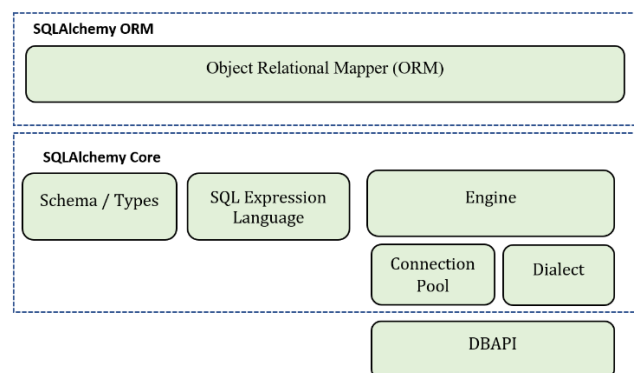 SQLAlchemy ORM
Object Relational Mapper (ORM)
SQLAlchemy Core
Schema / Types
SQL Expression
Language
Engine
Connection
Pool
Dialect
DBAPI